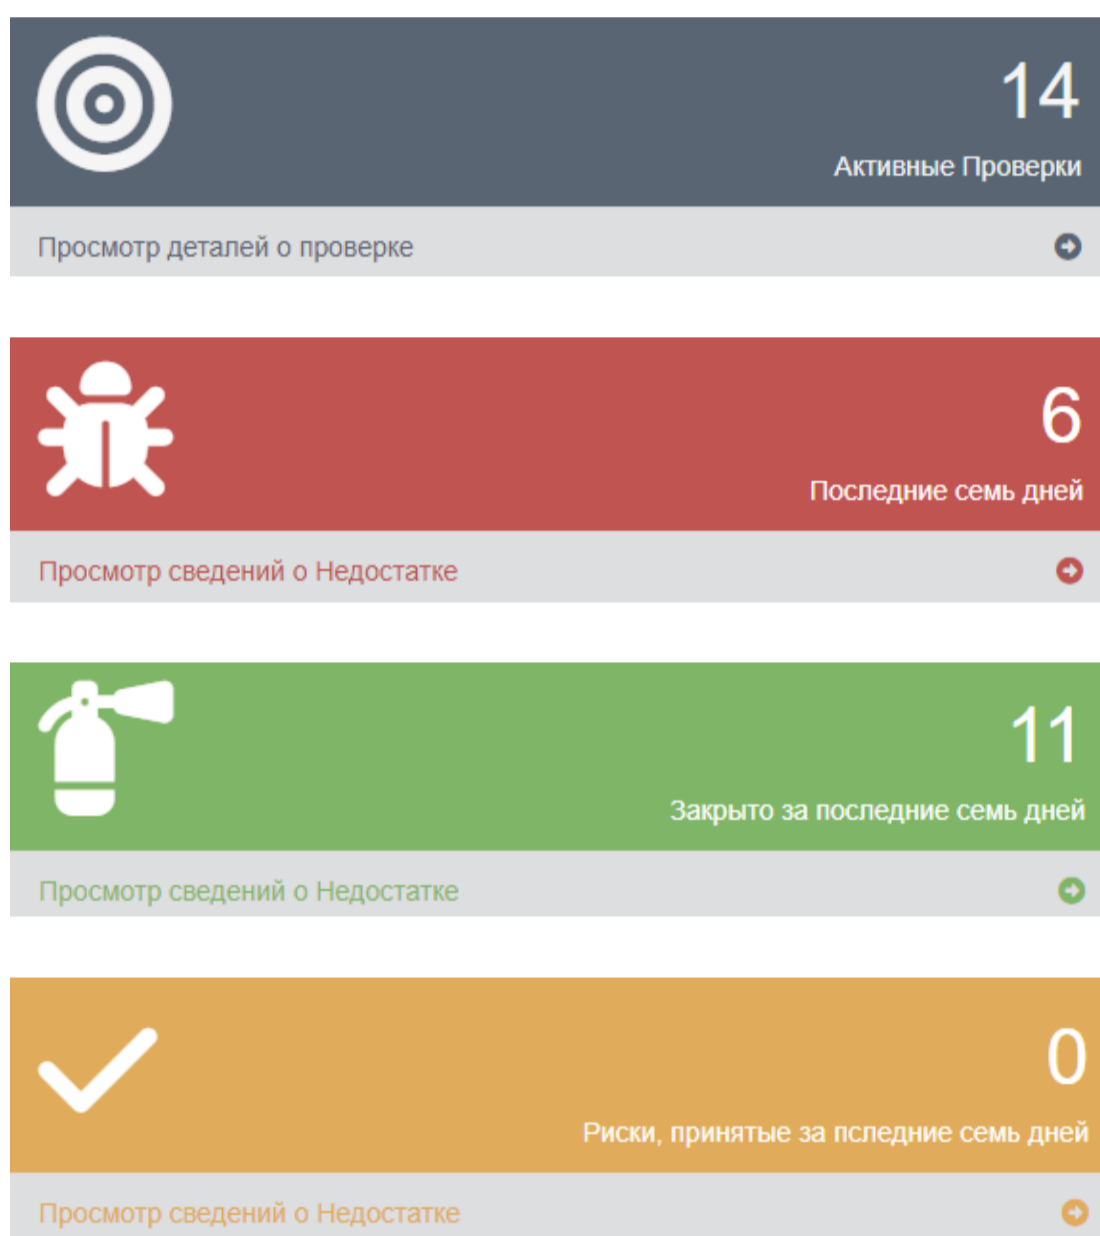 14
Активные Проверки
Просмотр деталей о проверке
6
Последние семь дней
Просмотр сведений о Недостатке
11
Закрыто за последние семь дней
Просмотр сведений о Недостатке
0
Риски, принятые за пследние семь дней
Просмотр сведений о Недостатке